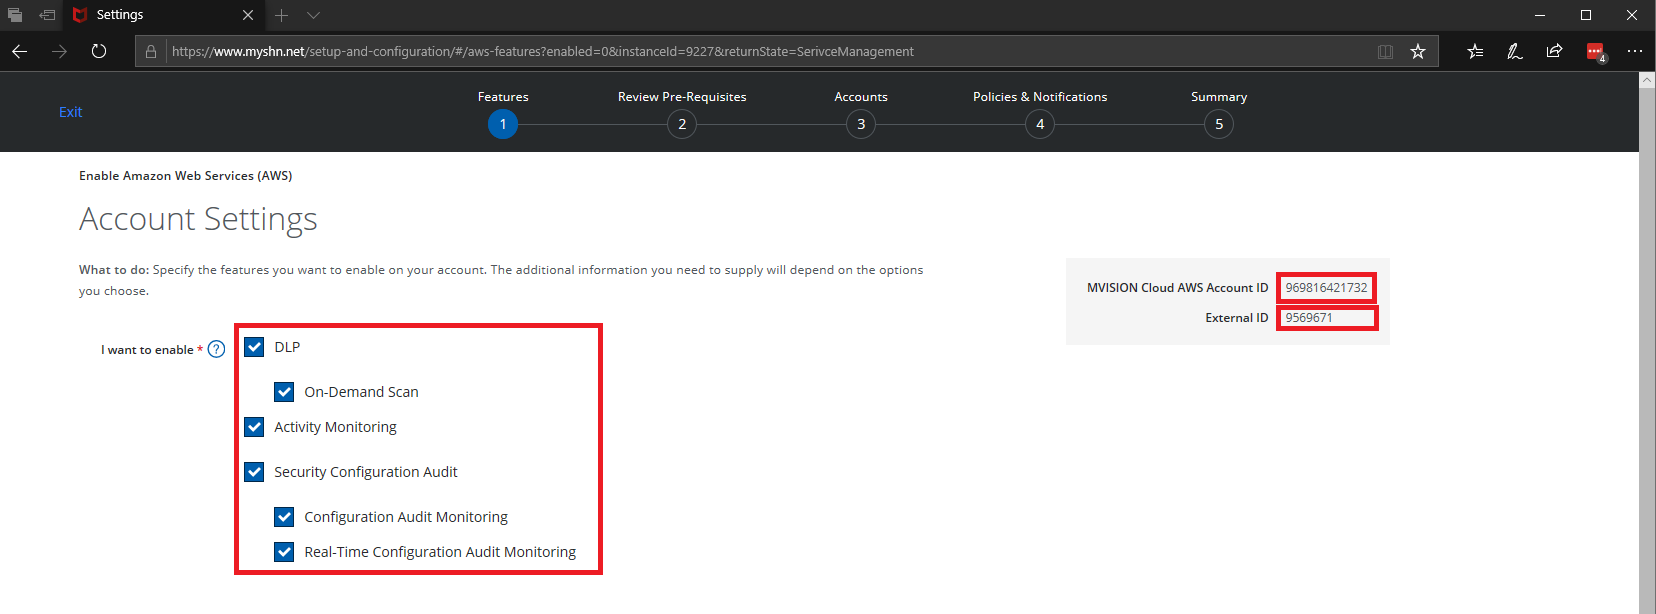 Settings
https://www.myshn.net/setup-and-configuration/#/aws-features?enabled=0&instanceId=9227&returnState=SerivceManagement
4
Exit
Features
Review Pre-Requisites
Accounts
Policies & Notifications
Summary
1
2
3
4
5
Enable Amazon Web Services (AWS)
Account Settings
What to do: Specify the features you want to enable on your account. The additional information you need to supply will depend on the options
you choose.
MVISION Cloud AWS Account ID 969816421732
External ID 9569671
I want to enable * ?
DLP
On-Demand Scan
Activity Monitoring
Security Configuration Audit
Configuration Audit Monitoring
Real-Time Configuration Audit Monitoring